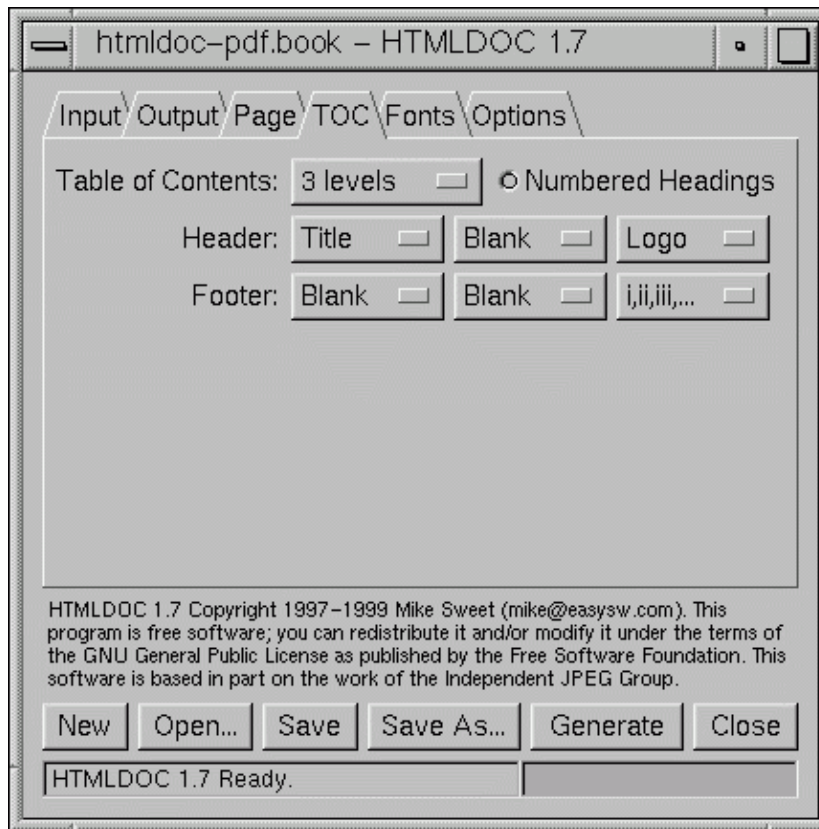 htmldoc-pdf.book - HTMLDOC 1.7
Input Output Page TOC Fonts Options
Table of Contents: 3 levels Numbered Headings
Header: Title Blank Logo
Footer: Blank Blank i,ii,iii,...
HTMLDOC 1.7 Copyright 1997-1999 Mike Sweet (mike@easysw.com). This
program is free software; you can redistribute it and/or modify it under the terms of
the GNU General Public License as published by the Free Software Foundation. This
software is based in part on the work of the Independent JPEG Group.
New Open... Save Save As... Generate Close
HTMLDOC 1.7 Ready.